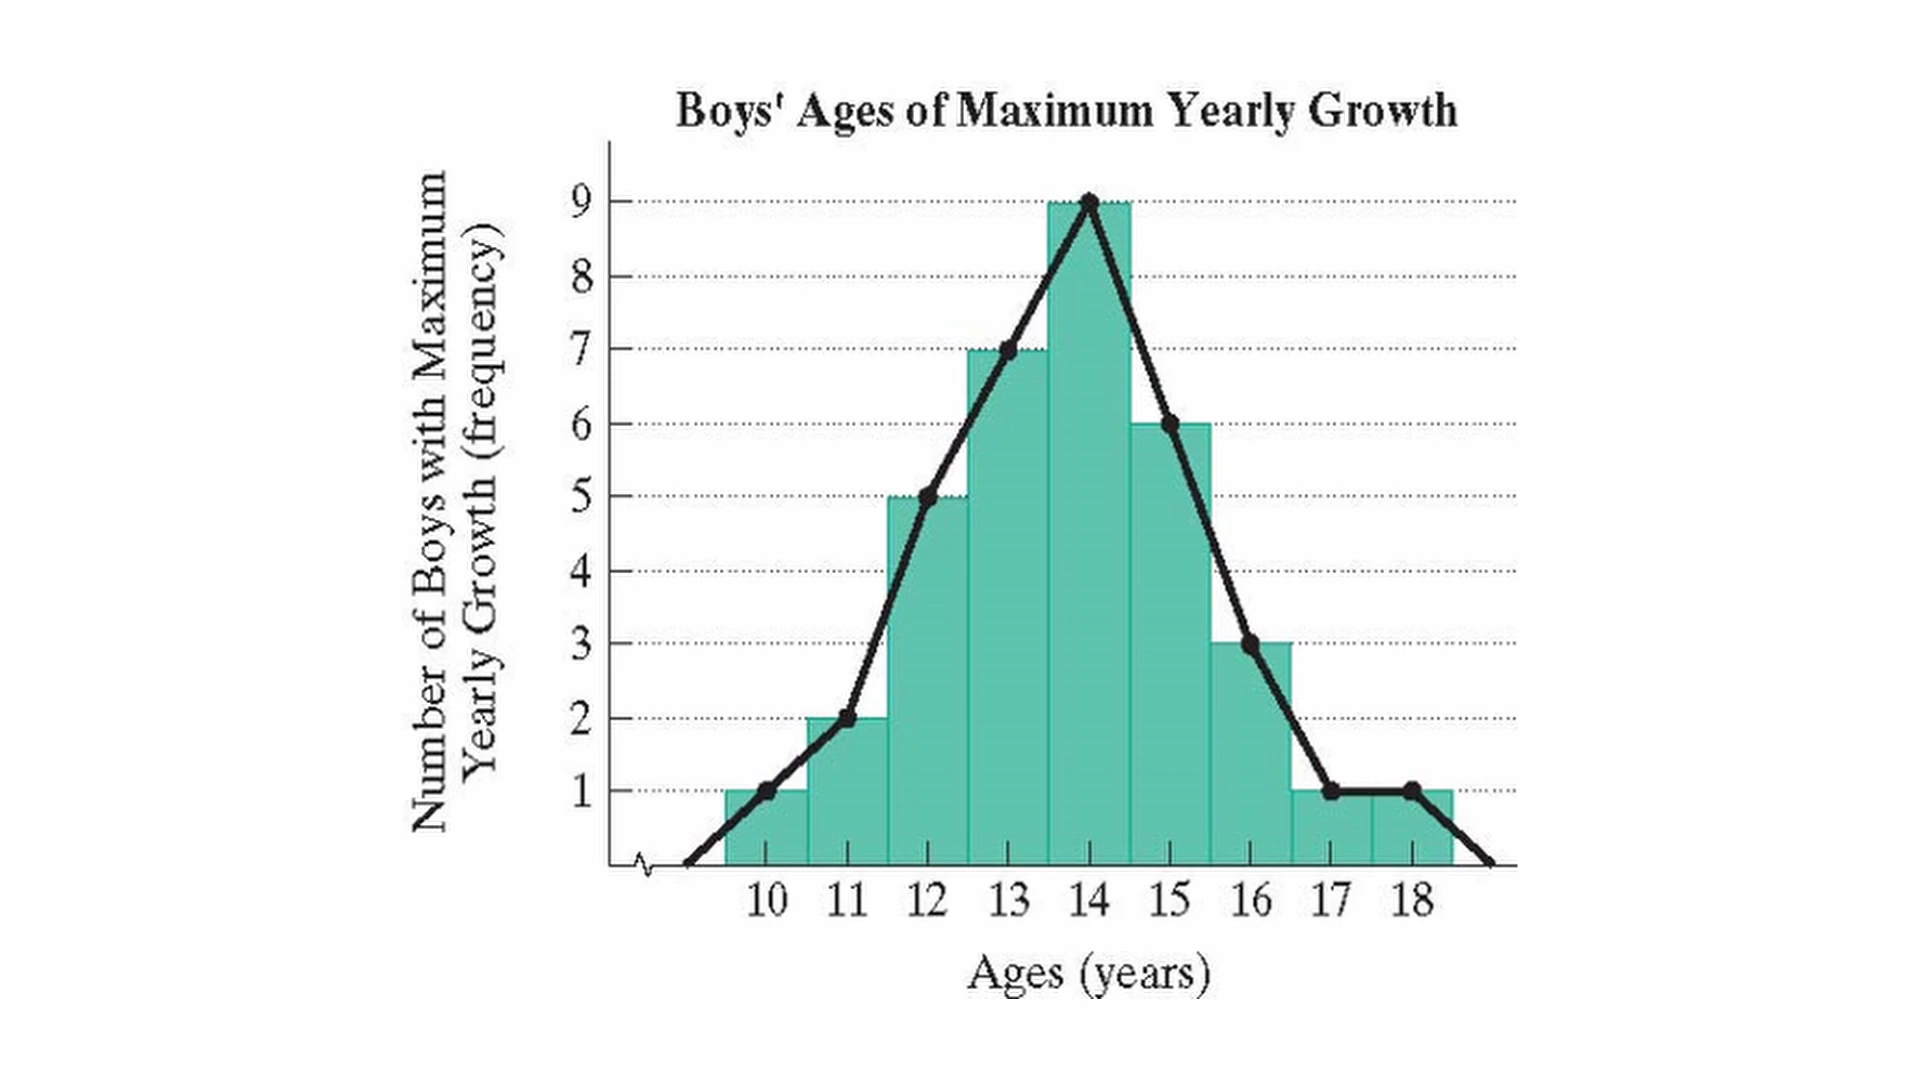 Boys' Ages of Maximum Yearly Growth
Number of Boys with Maximum
Yearly Growth (frequency)
9
8
7
6
5
4
3
2
1
10 11 12 13 14 15 16 17 18
Ages (years)